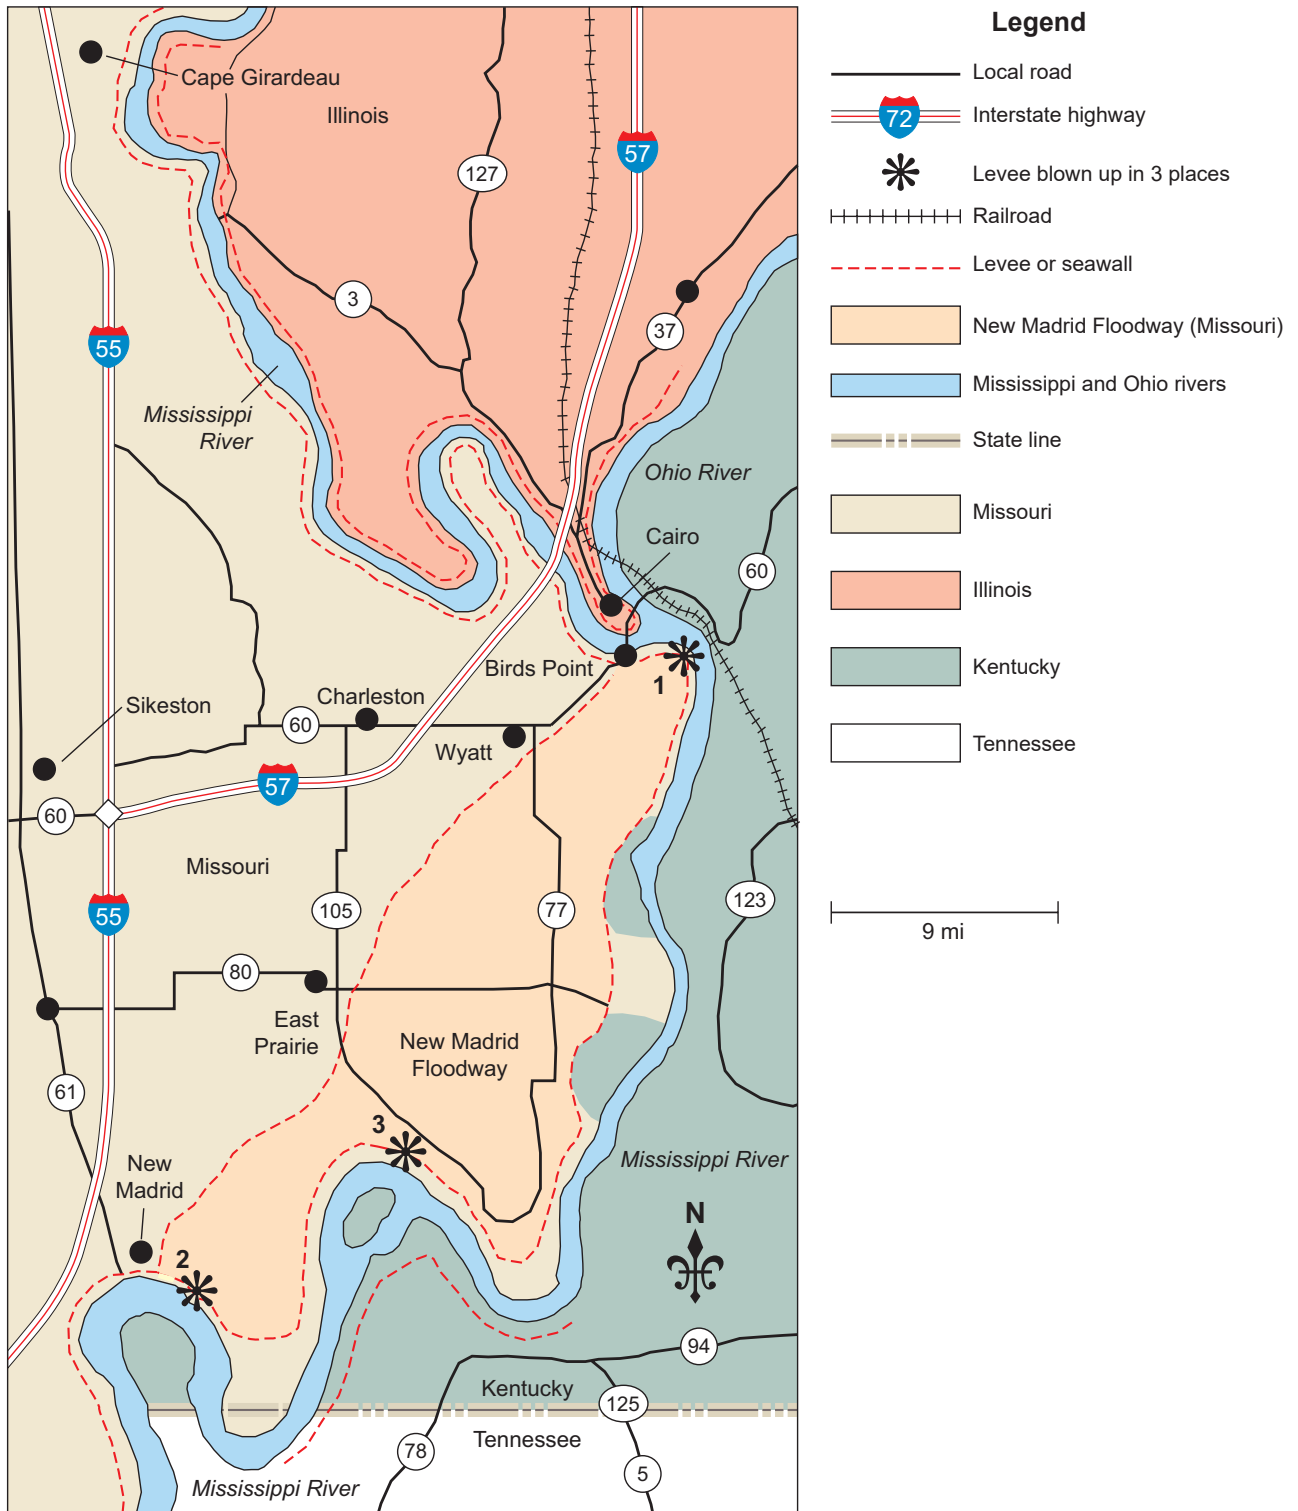 Cape Girardeau
Illinois
127
57
3
37
55
Mississippi
River
Ohio River
Cairo
60
Birds Point
1
Sikeston
Charleston
60
Wyatt
57
60
Missouri
55
105
77
123
80
East
Prairie
New Madrid
Floodway
61
3
New
Madrid
Mississippi River
N
2
94
Kentucky
125
Tennessee
78
5
Mississippi River
Legend
Local road
72
Interstate highway
Levee blown up in 3 places
Railroad
Levee or seawall
New Madrid Floodway (Missouri)
Mississippi and Ohio rivers
State line
Missouri
Illinois
Kentucky
Tennessee
9 mi